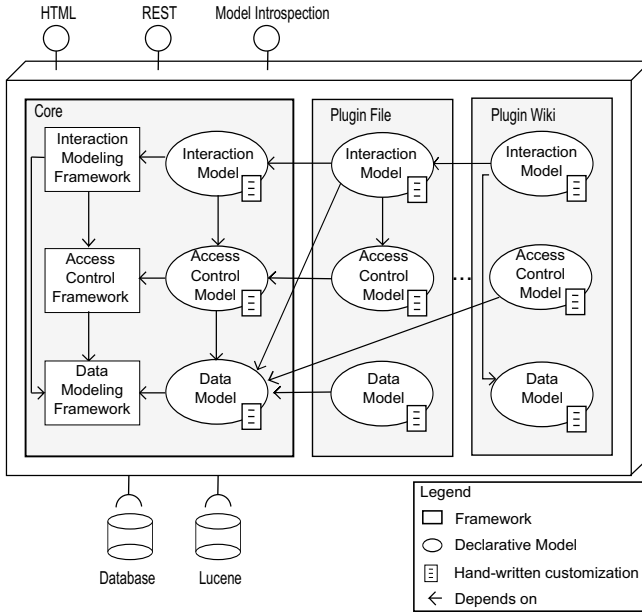 HTML
REST
Model Introspection
Core
Interaction
Modeling
Framework
Interaction
Model
Access
Control
Framework
Access
Control
Model
Data
Modeling
Framework
Data
Model
Plugin File
Interaction
Model
Access
Control
Model
Data
Model
...
Plugin Wiki
Interaction
Model
Access
Control
Model
Data
Model
Database
Lucene
Legend
Framework
Declarative Model
Hand-written customization
Depends on